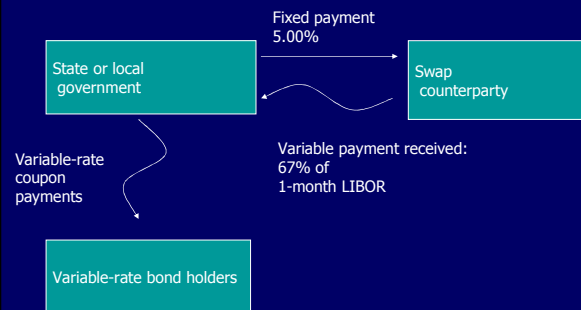 Fixed payment
5.00%
State or local
government
Swap
counterparty
Variable payment received:
67% of
1-month LIBOR
Variable-rate
coupon
payments
Variable-rate bond holders